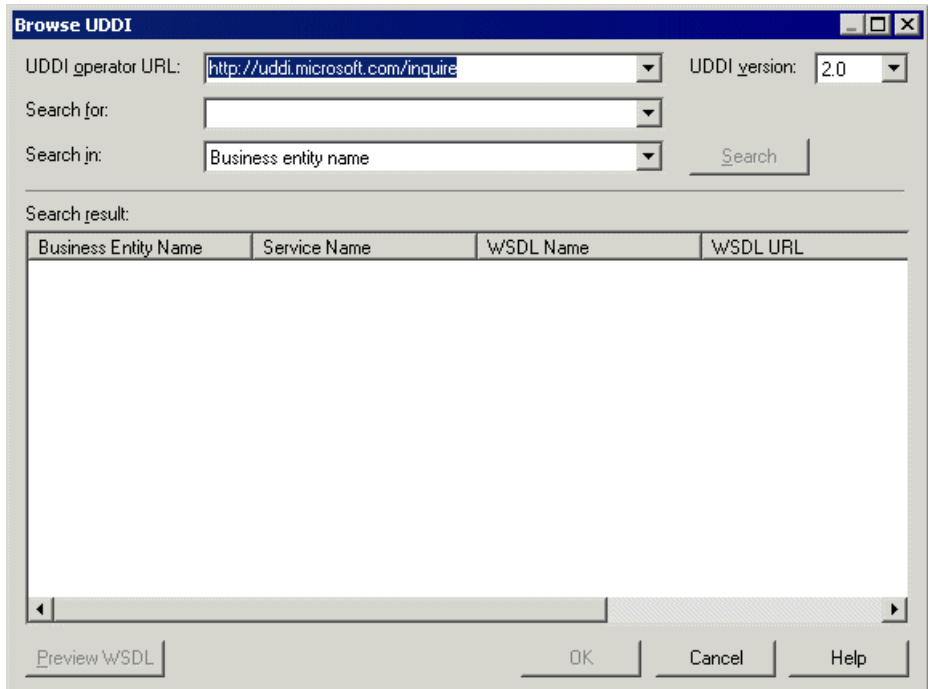 Browse UDDI
UDDI operator URL: http://uddi.microsoft.com/inquire UDDI version: 2.0
Search for:
Search in: Business entity name Search
Search result:
Business Entity Name Service Name WSDL Name WSDL URL
Preview WSDL OK Cancel Help